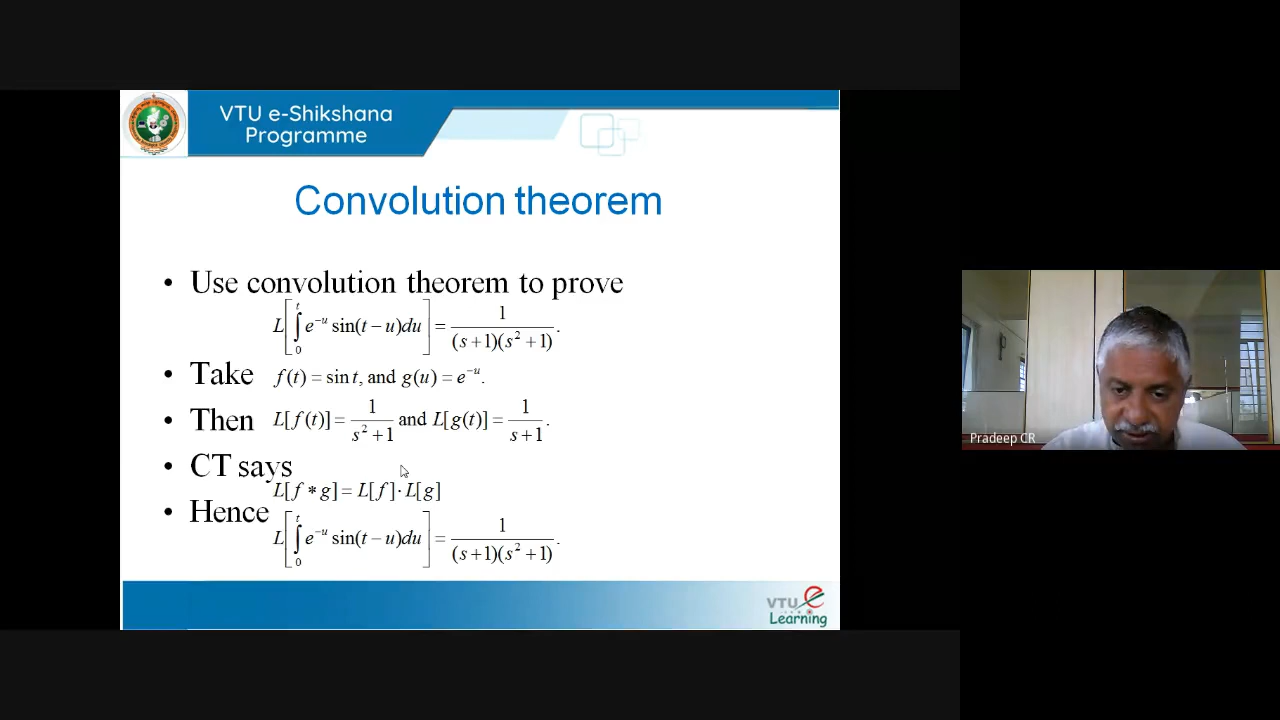 VTU e-Shikshana
Programme
Convolution theorem
• Use convolution theorem to prove
L[∫₀ᵗ e⁻ᵘ sin(t − u)du] = 1/((s+1)(s²+1)).
• Take f(t) = sin t, and g(u) = e⁻ᵘ.
• Then L[f(t)] = 1/(s²+1) and L[g(t)] = 1/(s+1).
• CT says
L[f * g] = L[f]·L[g]
• Hence
L[∫₀ᵗ e⁻ᵘ sin(t − u)du] = 1/((s+1)(s²+1)).
VTU e
Learning
Pradeep CR